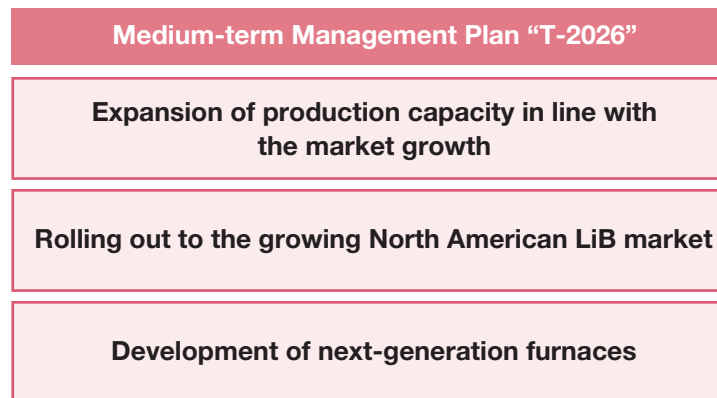 Medium-term Management Plan “T-2026”
Expansion of production capacity in line with
the market growth
Rolling out to the growing North American LiB market
Development of next-generation furnaces